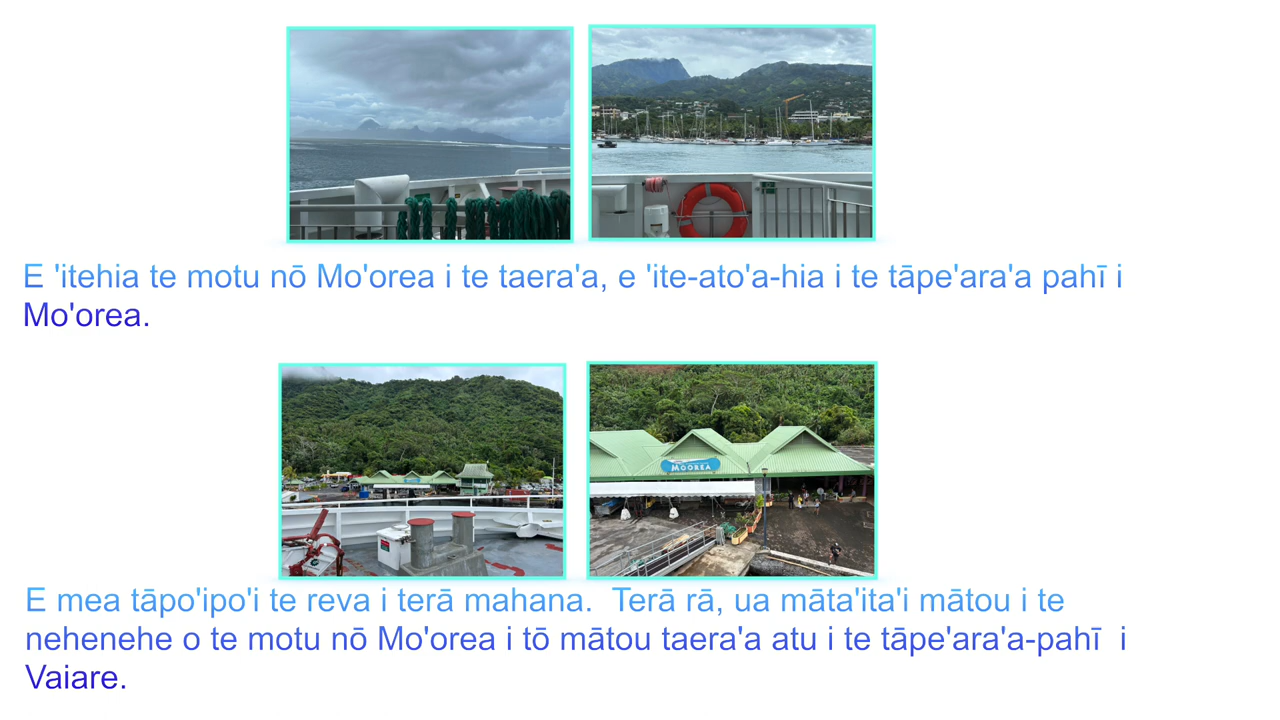 E 'itehia te motu nō Mo'orea i te taera'a, e 'ite-ato'a-hia i te tāpe'ara'a pahī i
Mo'orea.
MOOREA
E mea tāpo'ipo'i te reva i terā mahana.  Terā rā, ua māta'ita'i mātou i te
nehenehe o te motu nō Mo'orea i tō mātou taera'a atu i te tāpe'ara'a-pahī  i
Vaiare.